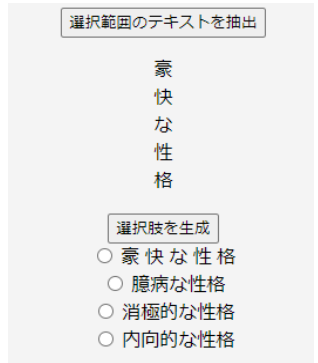 選択範囲のテキストを抽出
豪
快
な
性
格
選択肢を生成
豪 快 な 性 格
臆病な性格
消極的な性格
内向的な性格